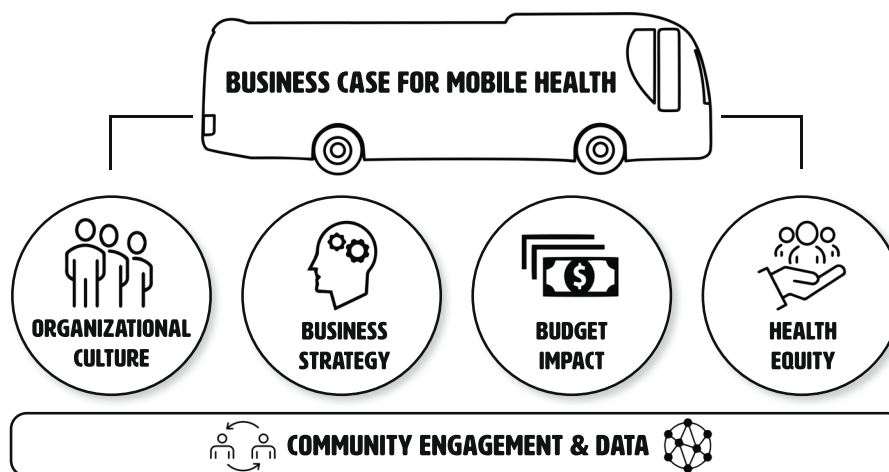 BUSINESS CASE FOR MOBILE HEALTH
ORGANIZATIONAL
CULTURE
BUSINESS
STRATEGY
$
BUDGET
IMPACT
HEALTH
EQUITY
COMMUNITY ENGAGEMENT & DATA